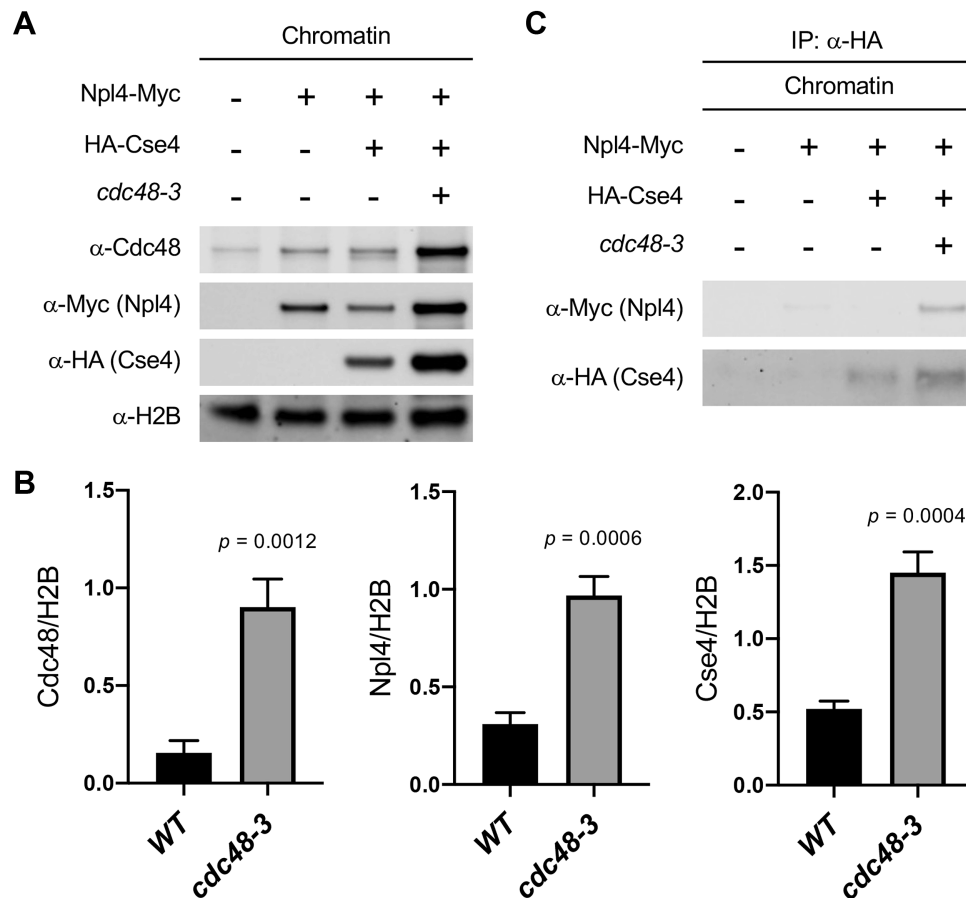 A
Chromatin
Npl4-Myc - + + +
HA-Cse4 - - + +
cdc48-3 - - - +
α-Cdc48
α-Myc (Npl4)
α-HA (Cse4)
α-H2B
C
IP: α-HA
Chromatin
Npl4-Myc - + + +
HA-Cse4 - - + +
cdc48-3 - - - +
α-Myc (Npl4)
α-HA (Cse4)
B
Cdc48/H2B
1.5
1.0
0.5
0.0
p = 0.0012
WT
cdc48-3
Npl4/H2B
1.5
1.0
0.5
0.0
p = 0.0006
WT
cdc48-3
Cse4/H2B
2.0
1.5
1.0
0.5
0.0
p = 0.0004
WT
cdc48-3